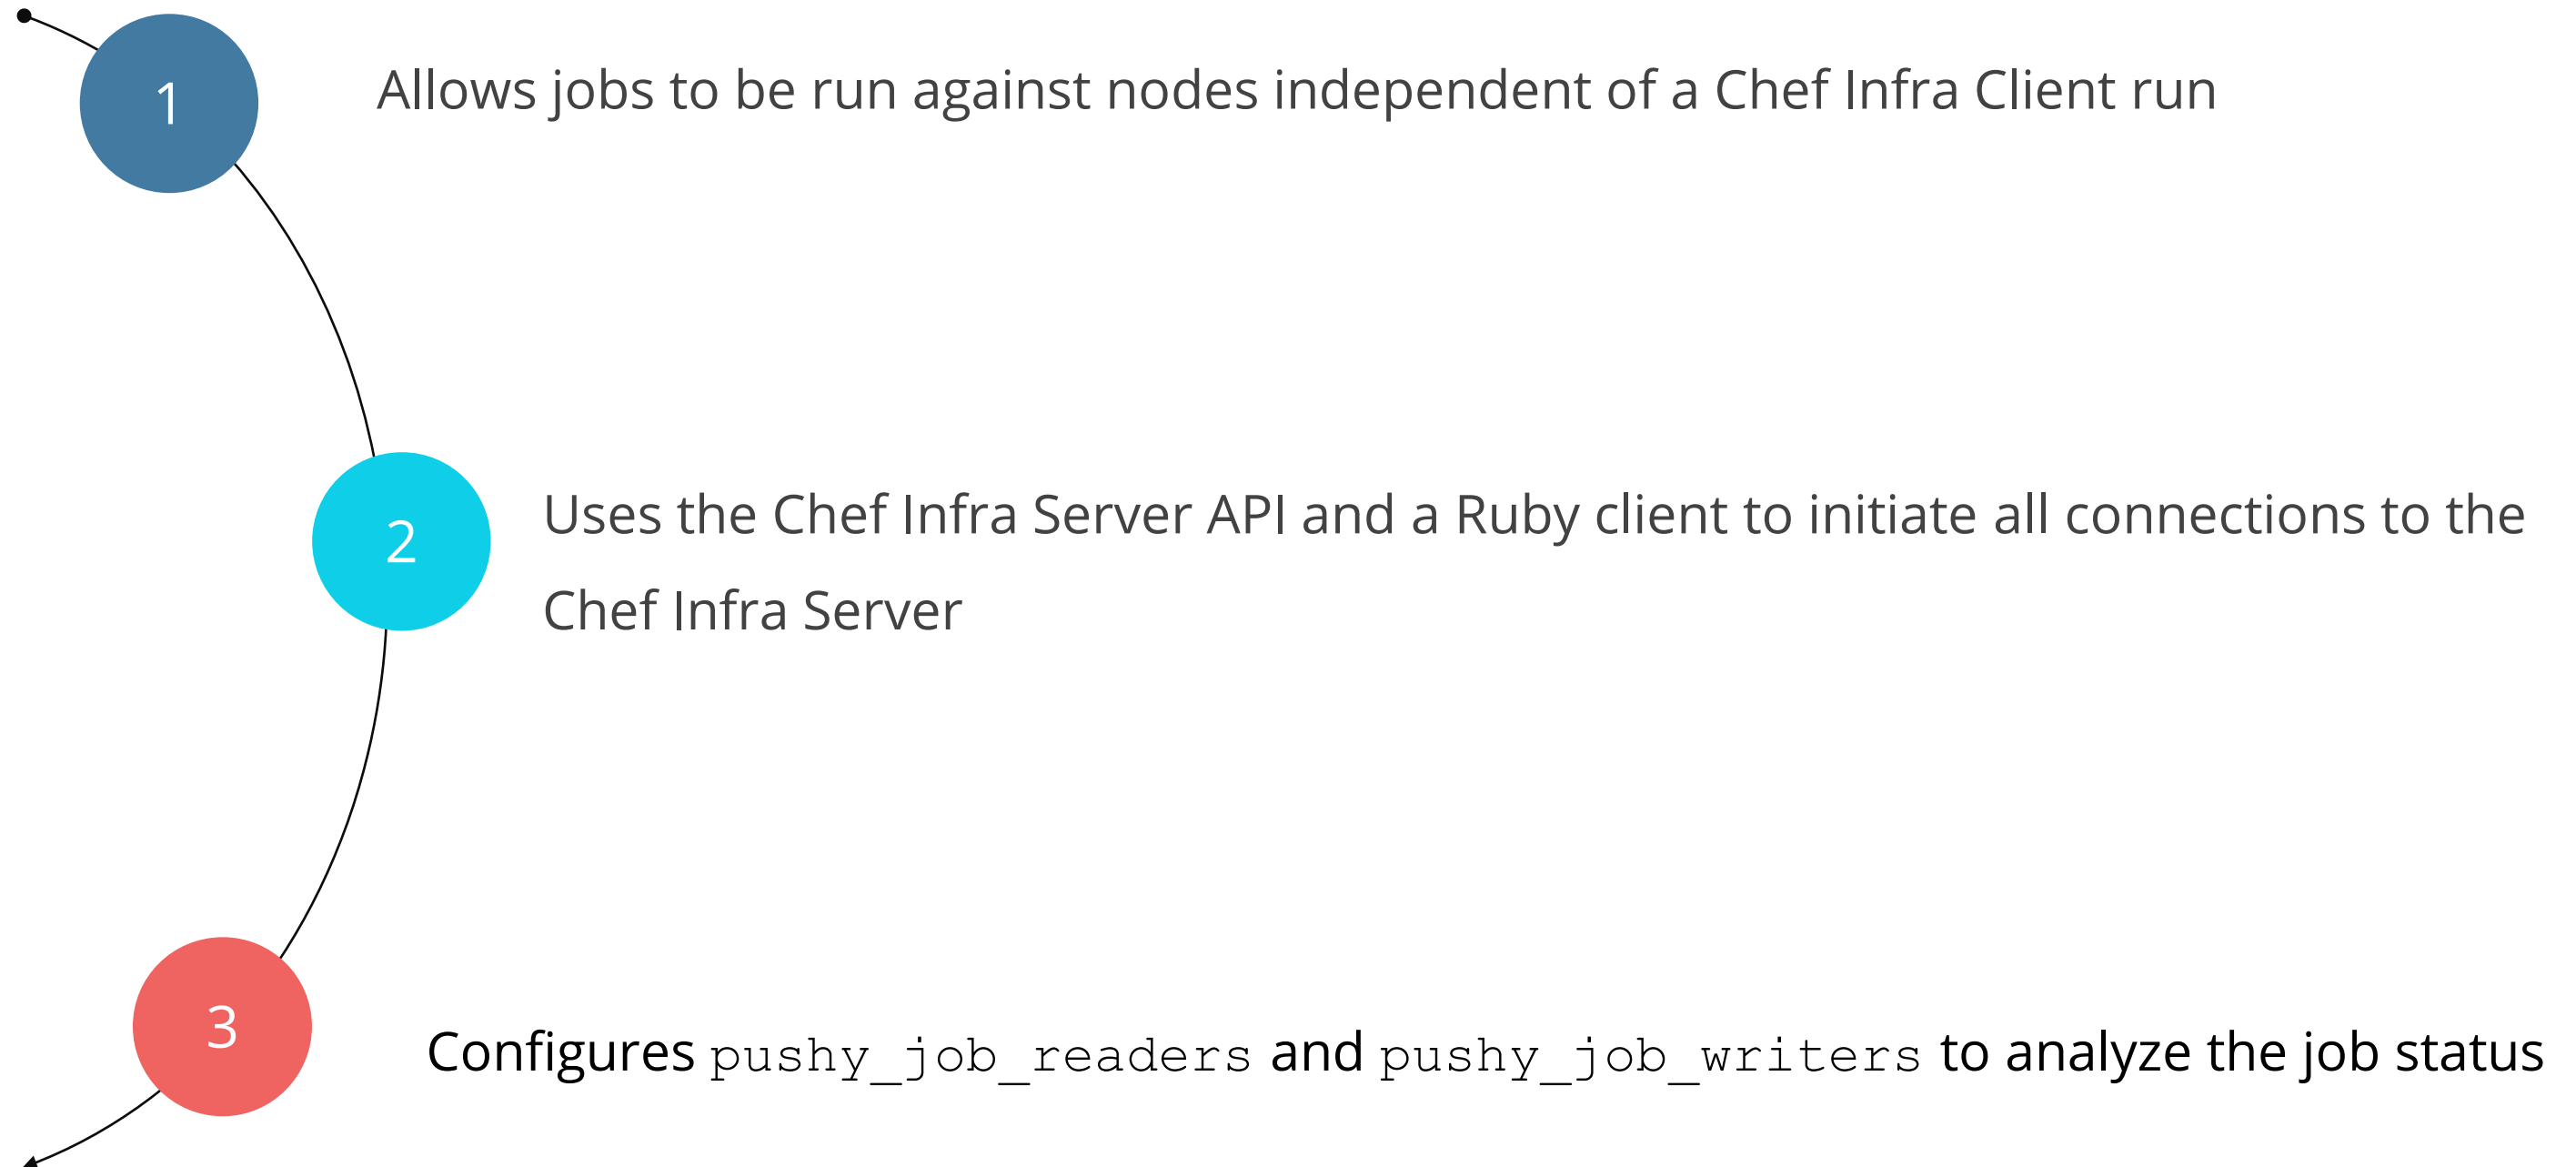 1
Allows jobs to be run against nodes independent of a Chef Infra Client run
2
Uses the Chef Infra Server API and a Ruby client to initiate all connections to the
Chef Infra Server
3
Configures pushy_job_readers and pushy_job_writers to analyze the job status